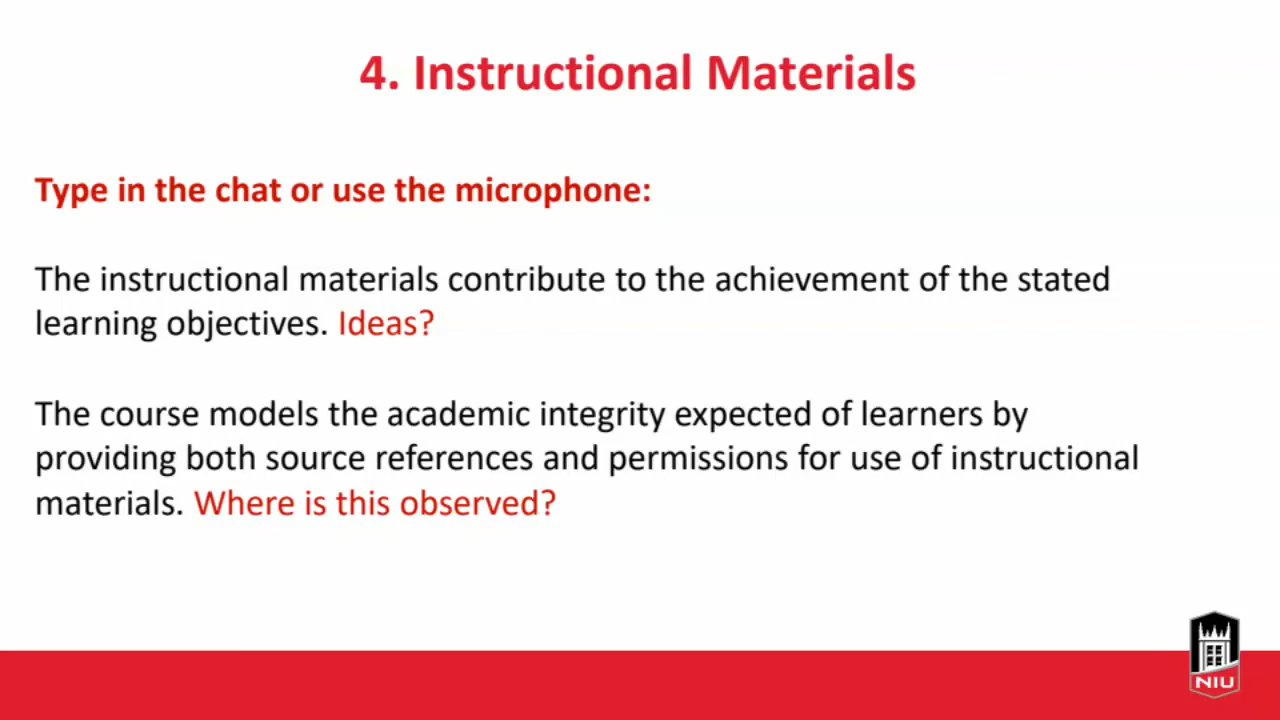 4. Instructional Materials
Type in the chat or use the microphone:
The instructional materials contribute to the achievement of the stated
learning objectives. Ideas?
The course models the academic integrity expected of learners by
providing both source references and permissions for use of instructional
materials. Where is this observed?
NIU